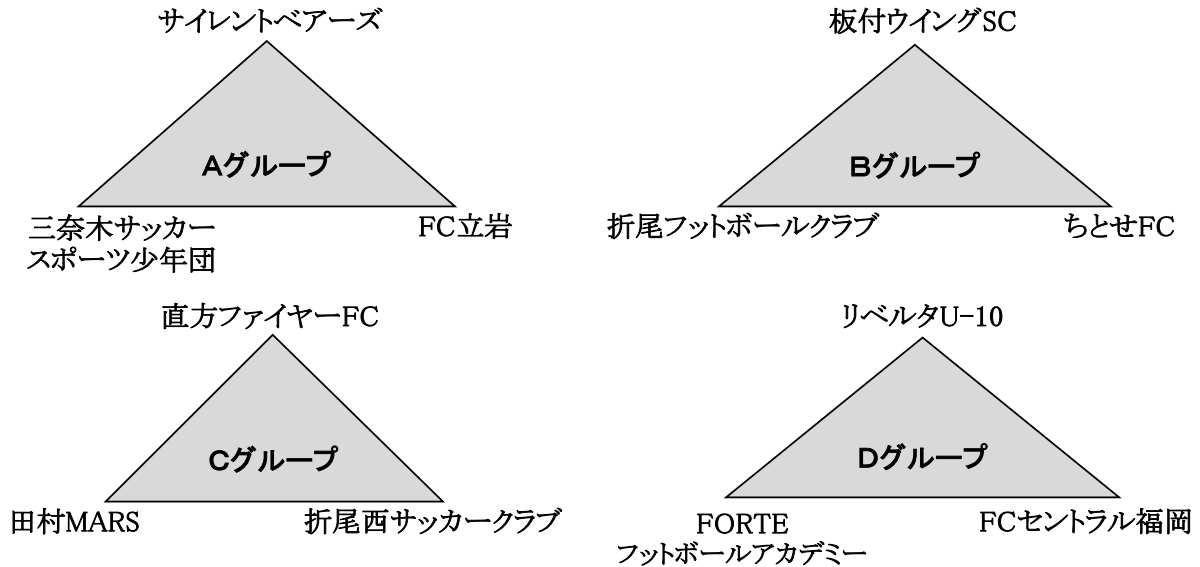 サイレントベアーズ
Aグループ
三奈木サッカー
スポーツ少年団
FC立岩
板付ウイングSC
Bグループ
折尾フットボールクラブ
ちとせFC
直方ファイヤーFC
Cグループ
田村MARS
折尾西サッカークラブ
リベルタU-10
Dグループ
FORTE
フットボールアカデミー
FCセントラル福岡